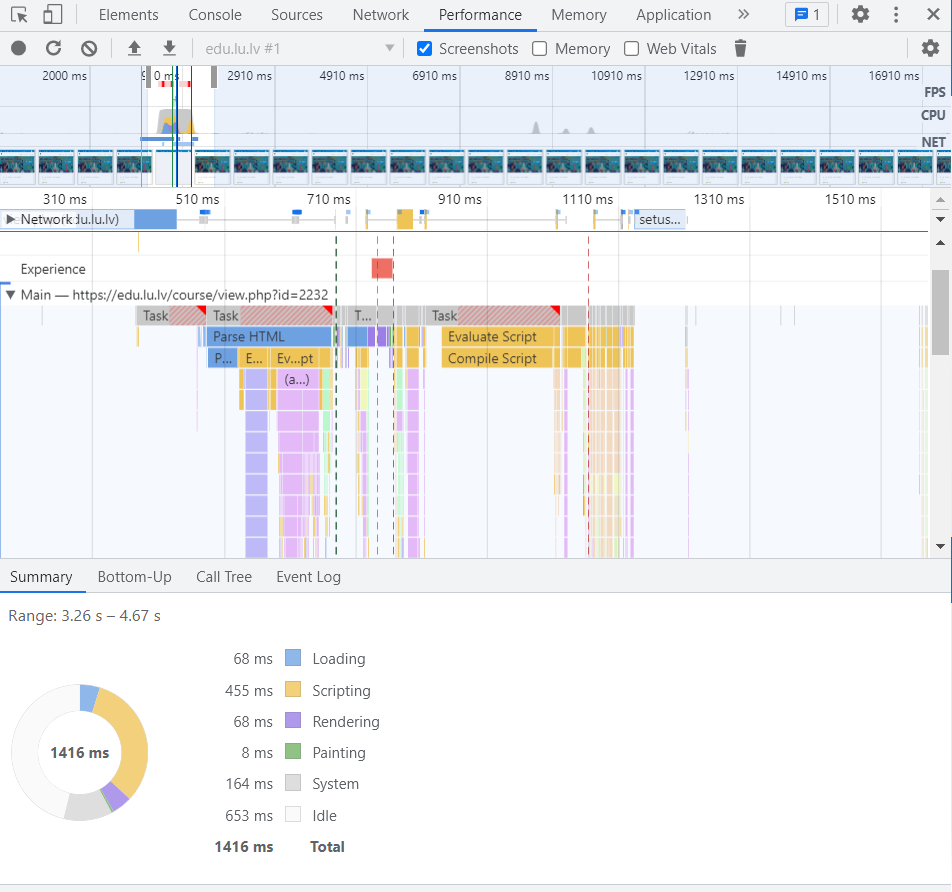 Elements Console Sources Network Performance Memory Application 1
edu.lu.lv #1 Screenshots Memory Web Vitals
2000 ms 0 ms 2910 ms 4910 ms 6910 ms 8910 ms 10910 ms 12910 ms 14910 ms 16910 ms
FPS
CPU
NET
310 ms 510 ms 710 ms 910 ms 1110 ms 1310 ms 1510 ms
Network :lu.lv) setus...
Experience
Main — https://edu.lu.lv/course/view.php?id=2232
Task Task T... Task
Parse HTML Evaluate Script
P... E... Ev...pt Compile Script
(a...)
Summary Bottom-Up Call Tree Event Log
Range: 3.26 s – 4.67 s
68 ms Loading
455 ms Scripting
68 ms Rendering
1416 ms
8 ms Painting
164 ms System
653 ms Idle
1416 ms Total